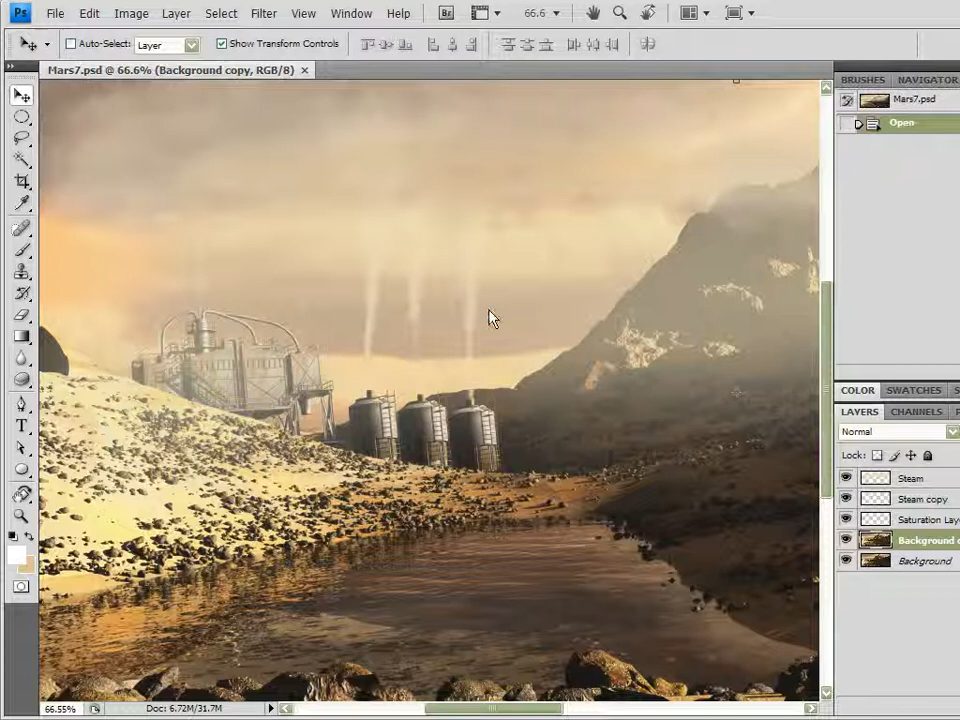 Ps File Edit Image Layer Select Filter View Window Help Br 66.6
Auto-Select: Layer Show Transform Controls
Mars7.psd @ 66.6% (Background copy, RGB/8) ×
BRUSHES NAVIGATOR
Mars7.psd
Open
COLOR SWATCHES S
LAYERS CHANNELS
Normal
Lock:
Steam
Steam copy
Saturation Laye
Background c
Background
T
66.55% Doc: 6.72M/31.7M